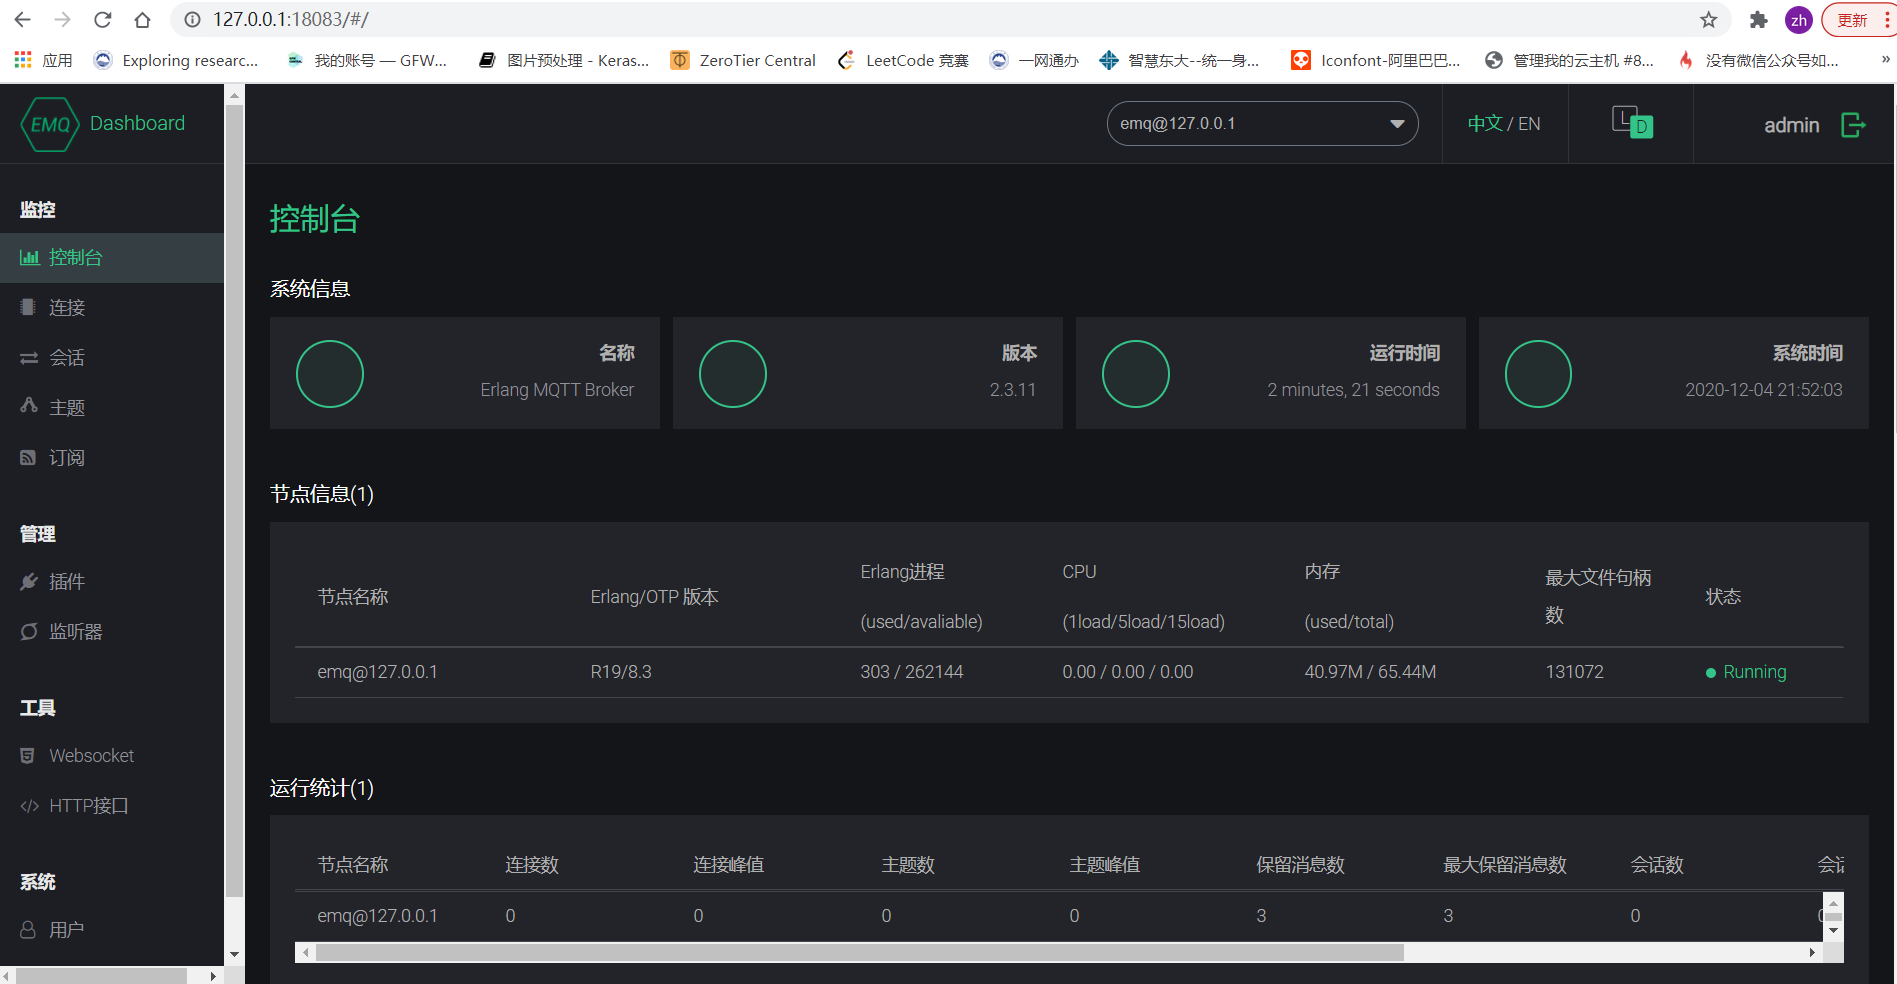 127.0.0.1:18083/#/
zh
更新
应用
Exploring researc...
我的账号 — GFW...
图片预处理 - Keras...
ZeroTier Central
LeetCode 竞赛
一网通办
智慧东大--统一身...
Iconfont-阿里巴巴...
管理我的云主机 #8...
没有微信公众号如...
»
EMQ Dashboard
emq@127.0.0.1
中文 / EN
L D
admin
监控
控制台
连接
会话
主题
订阅
管理
插件
监听器
工具
Websocket
HTTP接口
系统
用户
控制台
系统信息
名称
Erlang MQTT Broker
版本
2.3.11
运行时间
2 minutes, 21 seconds
系统时间
2020-12-04 21:52:03
节点信息(1)
节点名称 Erlang/OTP 版本 Erlang进程 (used/avaliable) CPU (1load/5load/15load) 内存 (used/total) 最大文件句柄数 状态
emq@127.0.0.1 R19/8.3 303 / 262144 0.00 / 0.00 / 0.00 40.97M / 65.44M 131072 Running
运行统计(1)
节点名称 连接数 连接峰值 主题数 主题峰值 保留消息数 最大保留消息数 会话数 会
emq@127.0.0.1 0 0 0 0 3 3 0